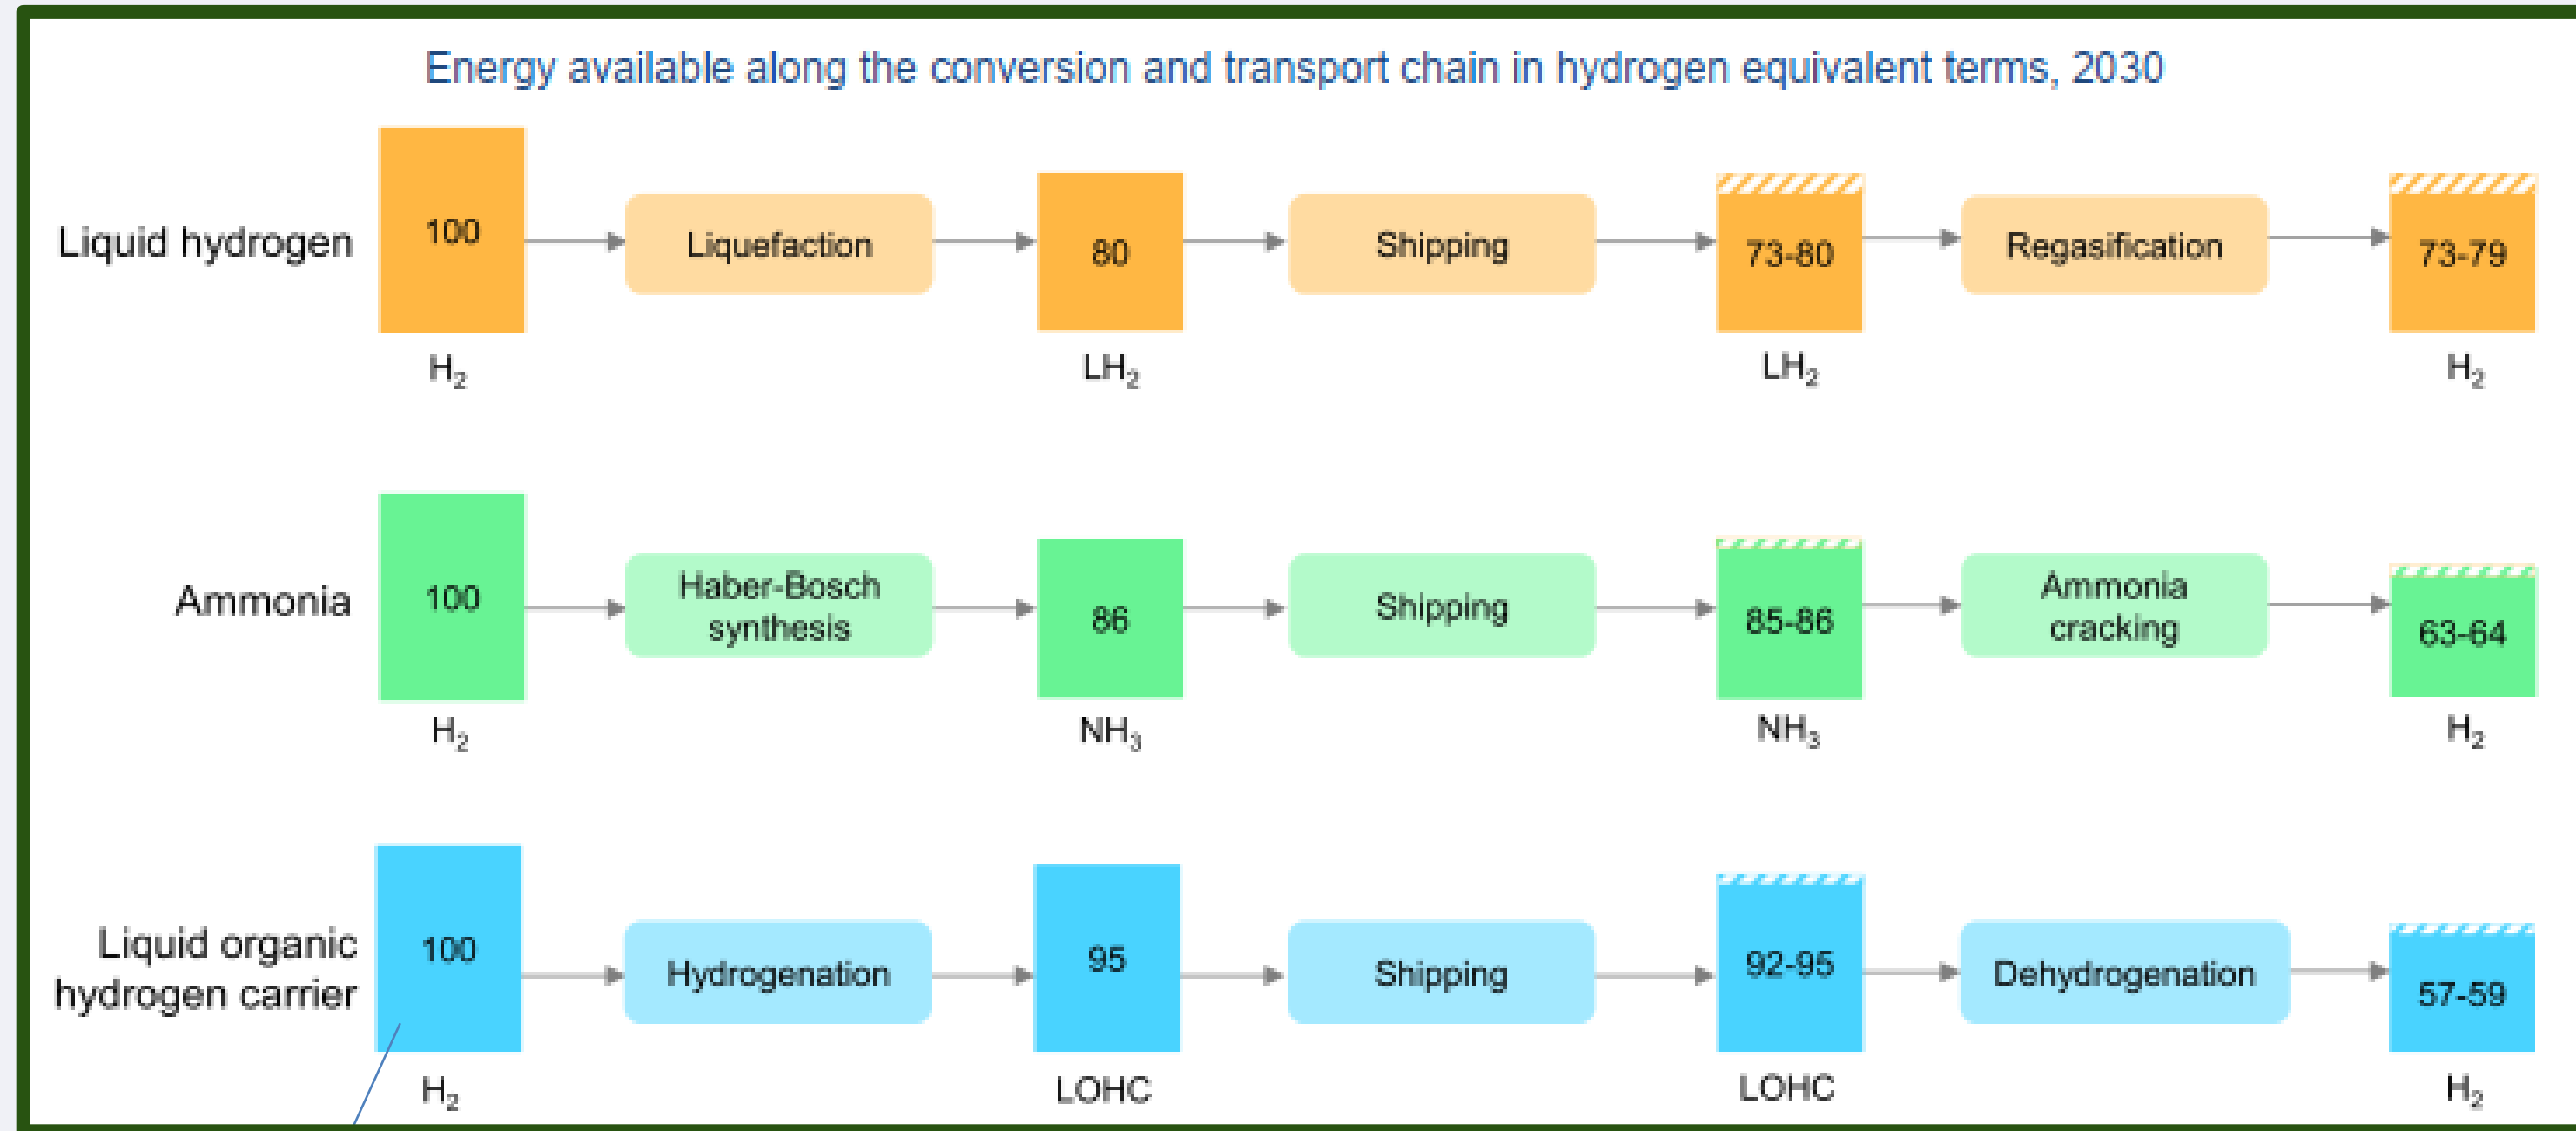 Energy available along the conversion and transport chain in hydrogen equivalent terms, 2030
Liquid hydrogen
100
H₂
Liquefaction
80
LH₂
Shipping
73-80
LH₂
Regasification
73-79
H₂
Ammonia
100
H₂
Haber-Bosch
synthesis
86
NH₃
Shipping
85-86
NH₃
Ammonia
cracking
63-64
H₂
Liquid organic
hydrogen carrier
100
H₂
Hydrogenation
95
LOHC
Shipping
92-95
LOHC
Dehydrogenation
57-59
H₂